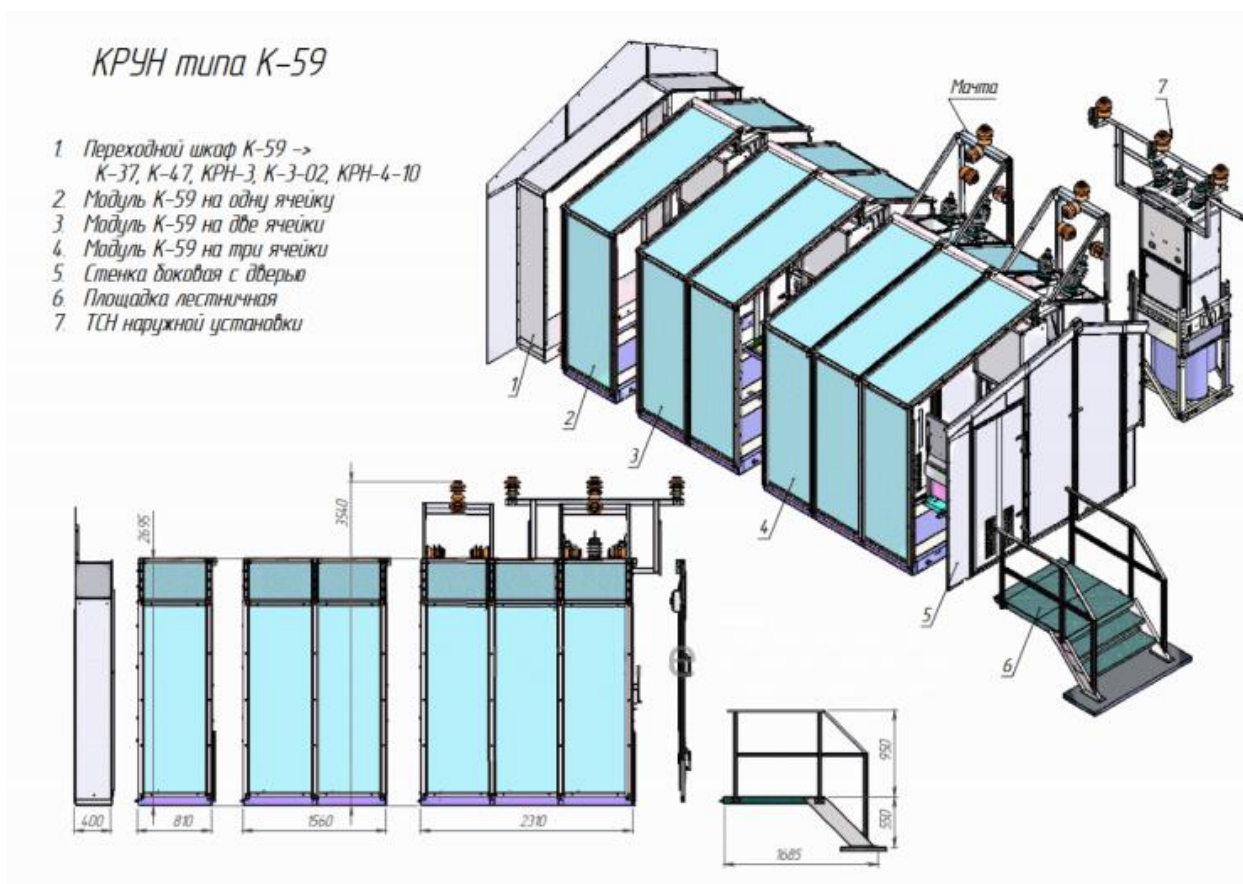 КРУН типа К-59
1 Переходной шкаф К-59 ->
К-37, К-47, КРН-3, К-3-02, КРН-4-10
2 Модуль К-59 на одну ячейку
3 Модуль К-59 на две ячейки
4 Модуль К-59 на три ячейки
5 Стенка боковая с дверью
6 Площадка лестничная
7 ТСН наружной установки
Мачта
7
1
2
3
4
5
6
2695
3540
400
810
1560
2310
950
550
1685
e